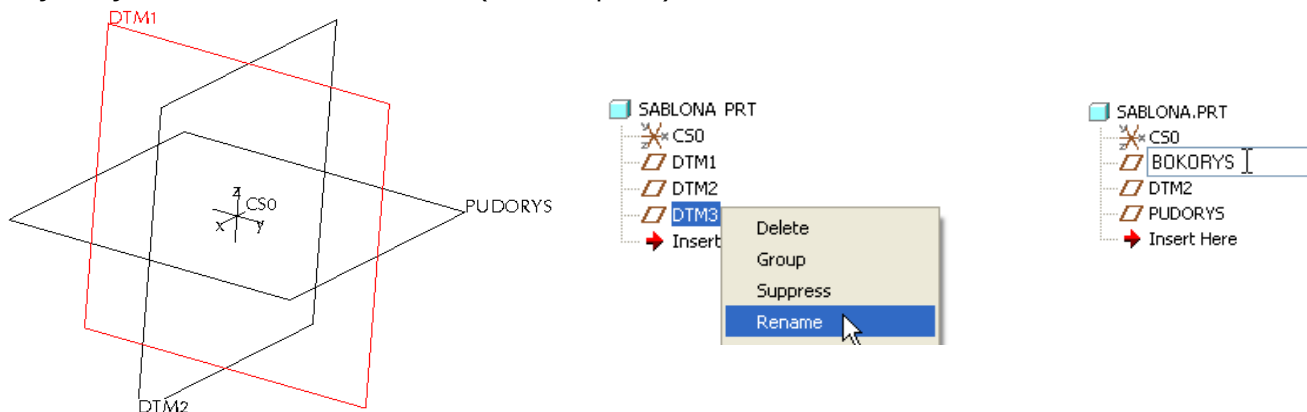 DTM1
z
CS0
x y
PUDORYS
DTM2
SABLONA PRT
CS0
DTM1
DTM2
DTM3
Insert
Delete
Group
Suppress
Rename
SABLONA.PRT
CS0
BOKORYS
DTM2
PUDORYS
Insert Here